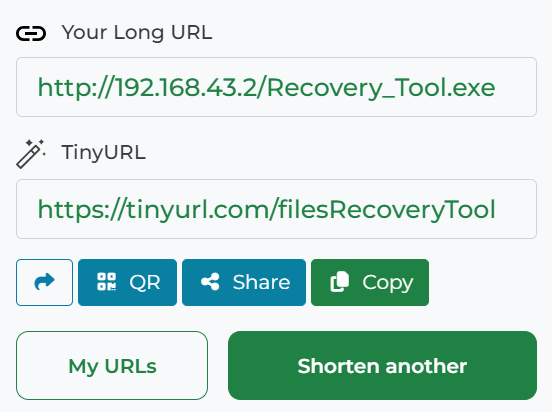 Your Long URL
http://192.168.43.2/Recovery_Tool.exe
TinyURL
https://tinyurl.com/filesRecoveryTool
QR Share Copy
My URLs Shorten another